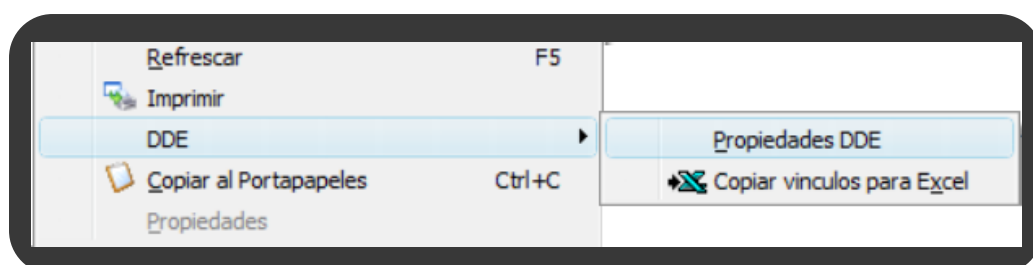 Refrescar F5
Imprimir
DDE Propiedades DDE
Copiar al Portapapeles Ctrl+C Copiar vinculos para Excel
Propiedades